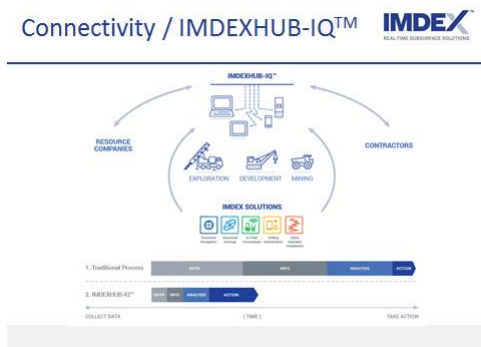 Connectivity / IMDEXHUB-IQ™
IMDEX
REAL-TIME SUBSURFACE SOLUTIONS
IMDEXHUB-IQ™
RESOURCE
COMPANIES
CONTRACTORS
EXPLORATION DEVELOPMENT MINING
IMDEX SOLUTIONS
1. Traditional Process
DATA INFO ANALYSIS ACTION
2. IMDEXHUB-IQ™
DATA INFO ANALYSIS ACTION
COLLECT DATA ( TIME ) TAKE ACTION